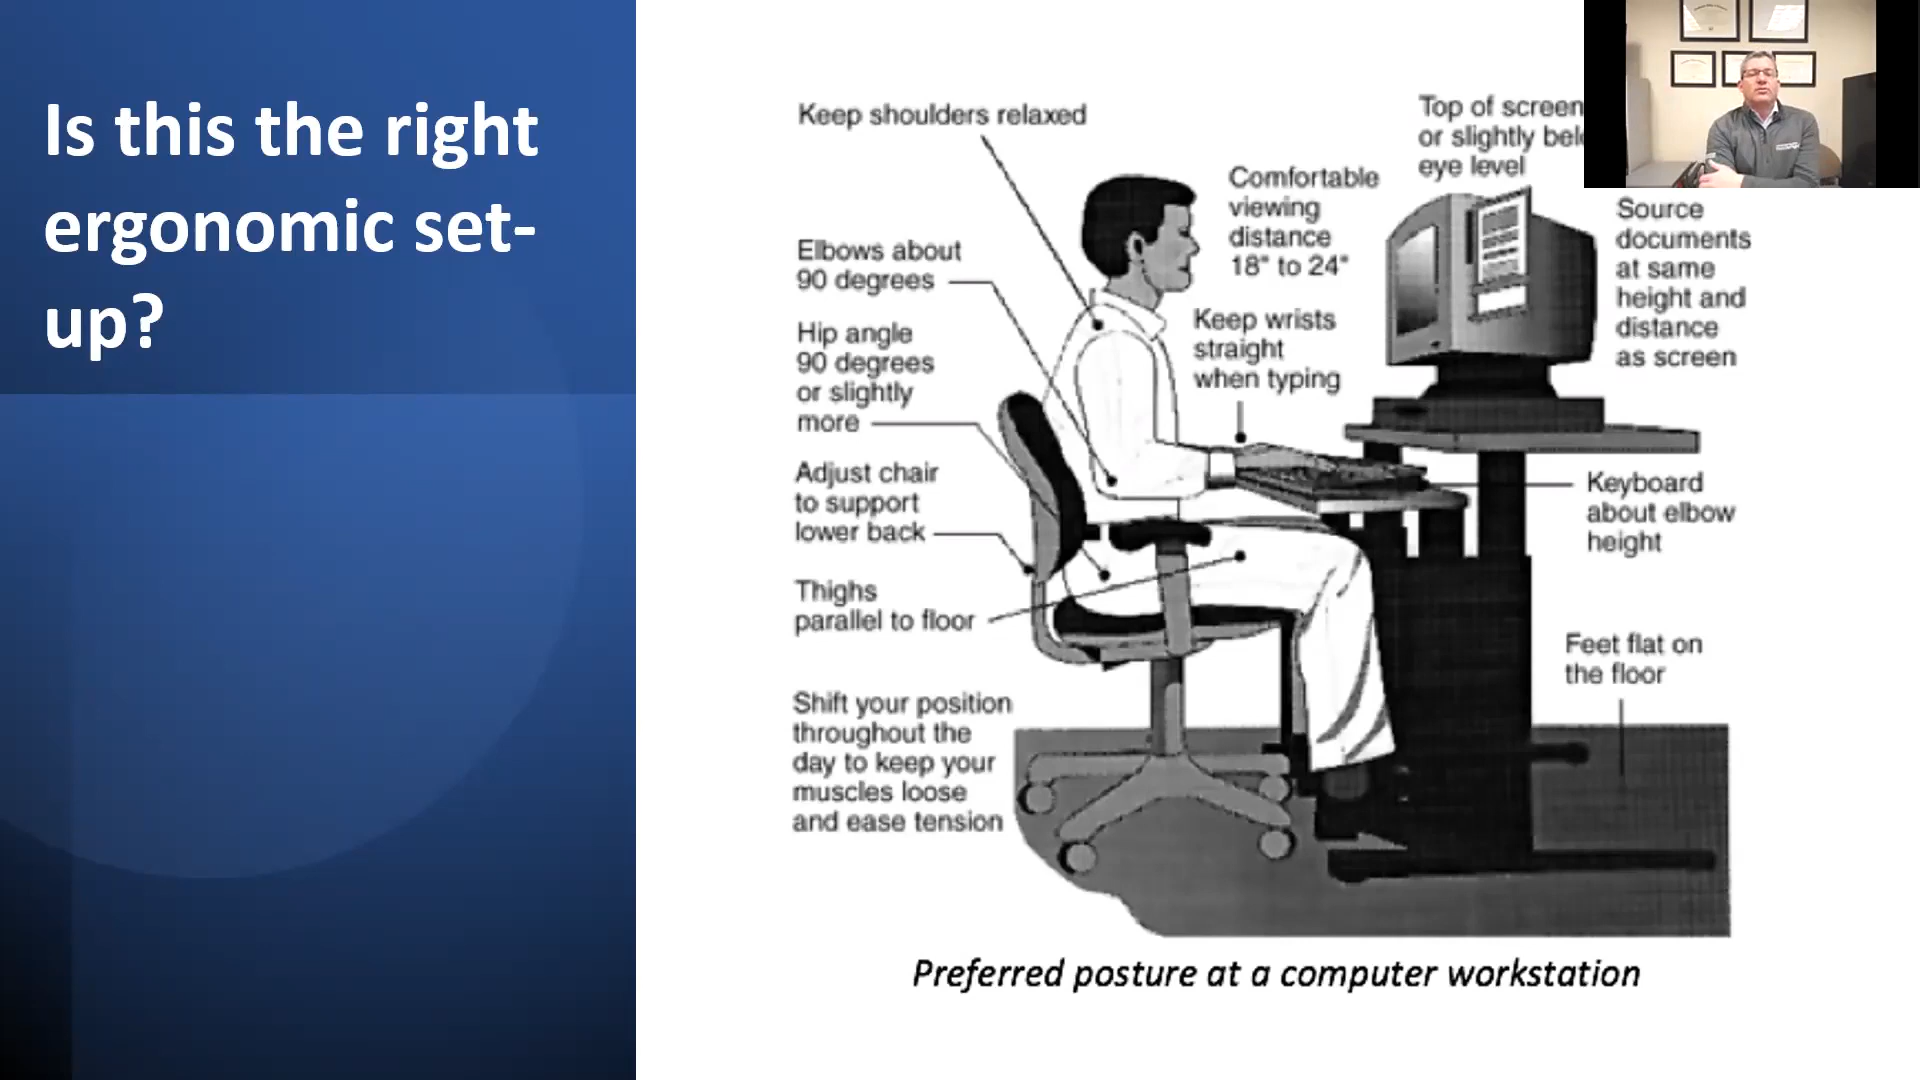 Is this the right
ergonomic set-
up?
Keep shoulders relaxed
Elbows about
90 degrees
Hip angle
90 degrees
or slightly
more
Adjust chair
to support
lower back
Thighs
parallel to floor
Shift your position
throughout the
day to keep your
muscles loose
and ease tension
Comfortable
viewing
distance
18" to 24"
Keep wrists
straight
when typing
Top of screen
or slightly
eye level
Source
documents
at same
height and
distance
as screen
Keyboard
about elbow
height
Feet flat on
the floor
Preferred posture at a computer workstation